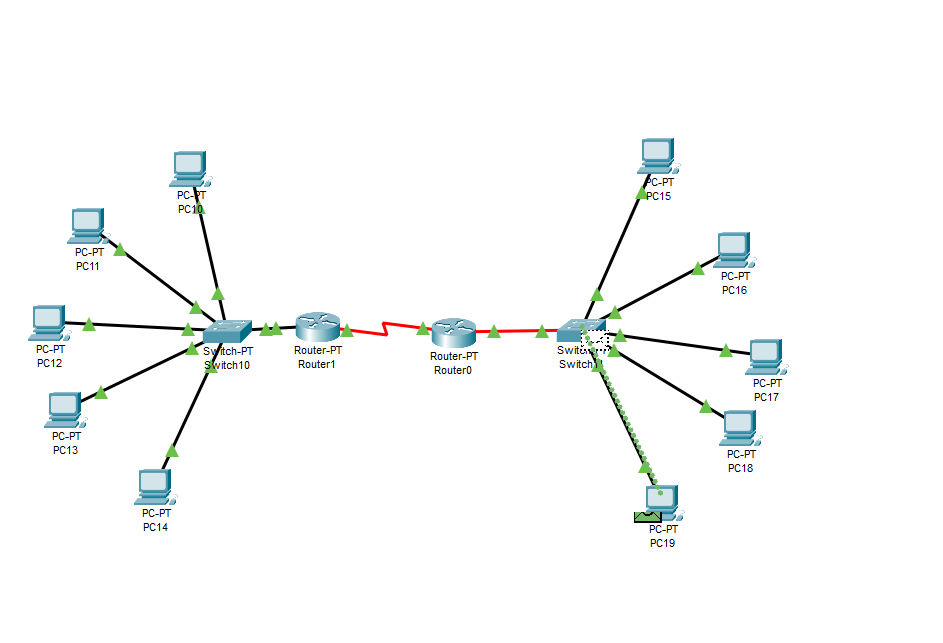 PC-PT
PC10
PC-PT
PC11
PC-PT
PC12
PC-PT
PC13
PC-PT
PC14
Switch-PT
Switch10
Router-PT
Router1
Router-PT
Router0
PC-PT
PC15
PC-PT
PC16
PC-PT
PC17
PC-PT
PC18
PC-PT
PC19